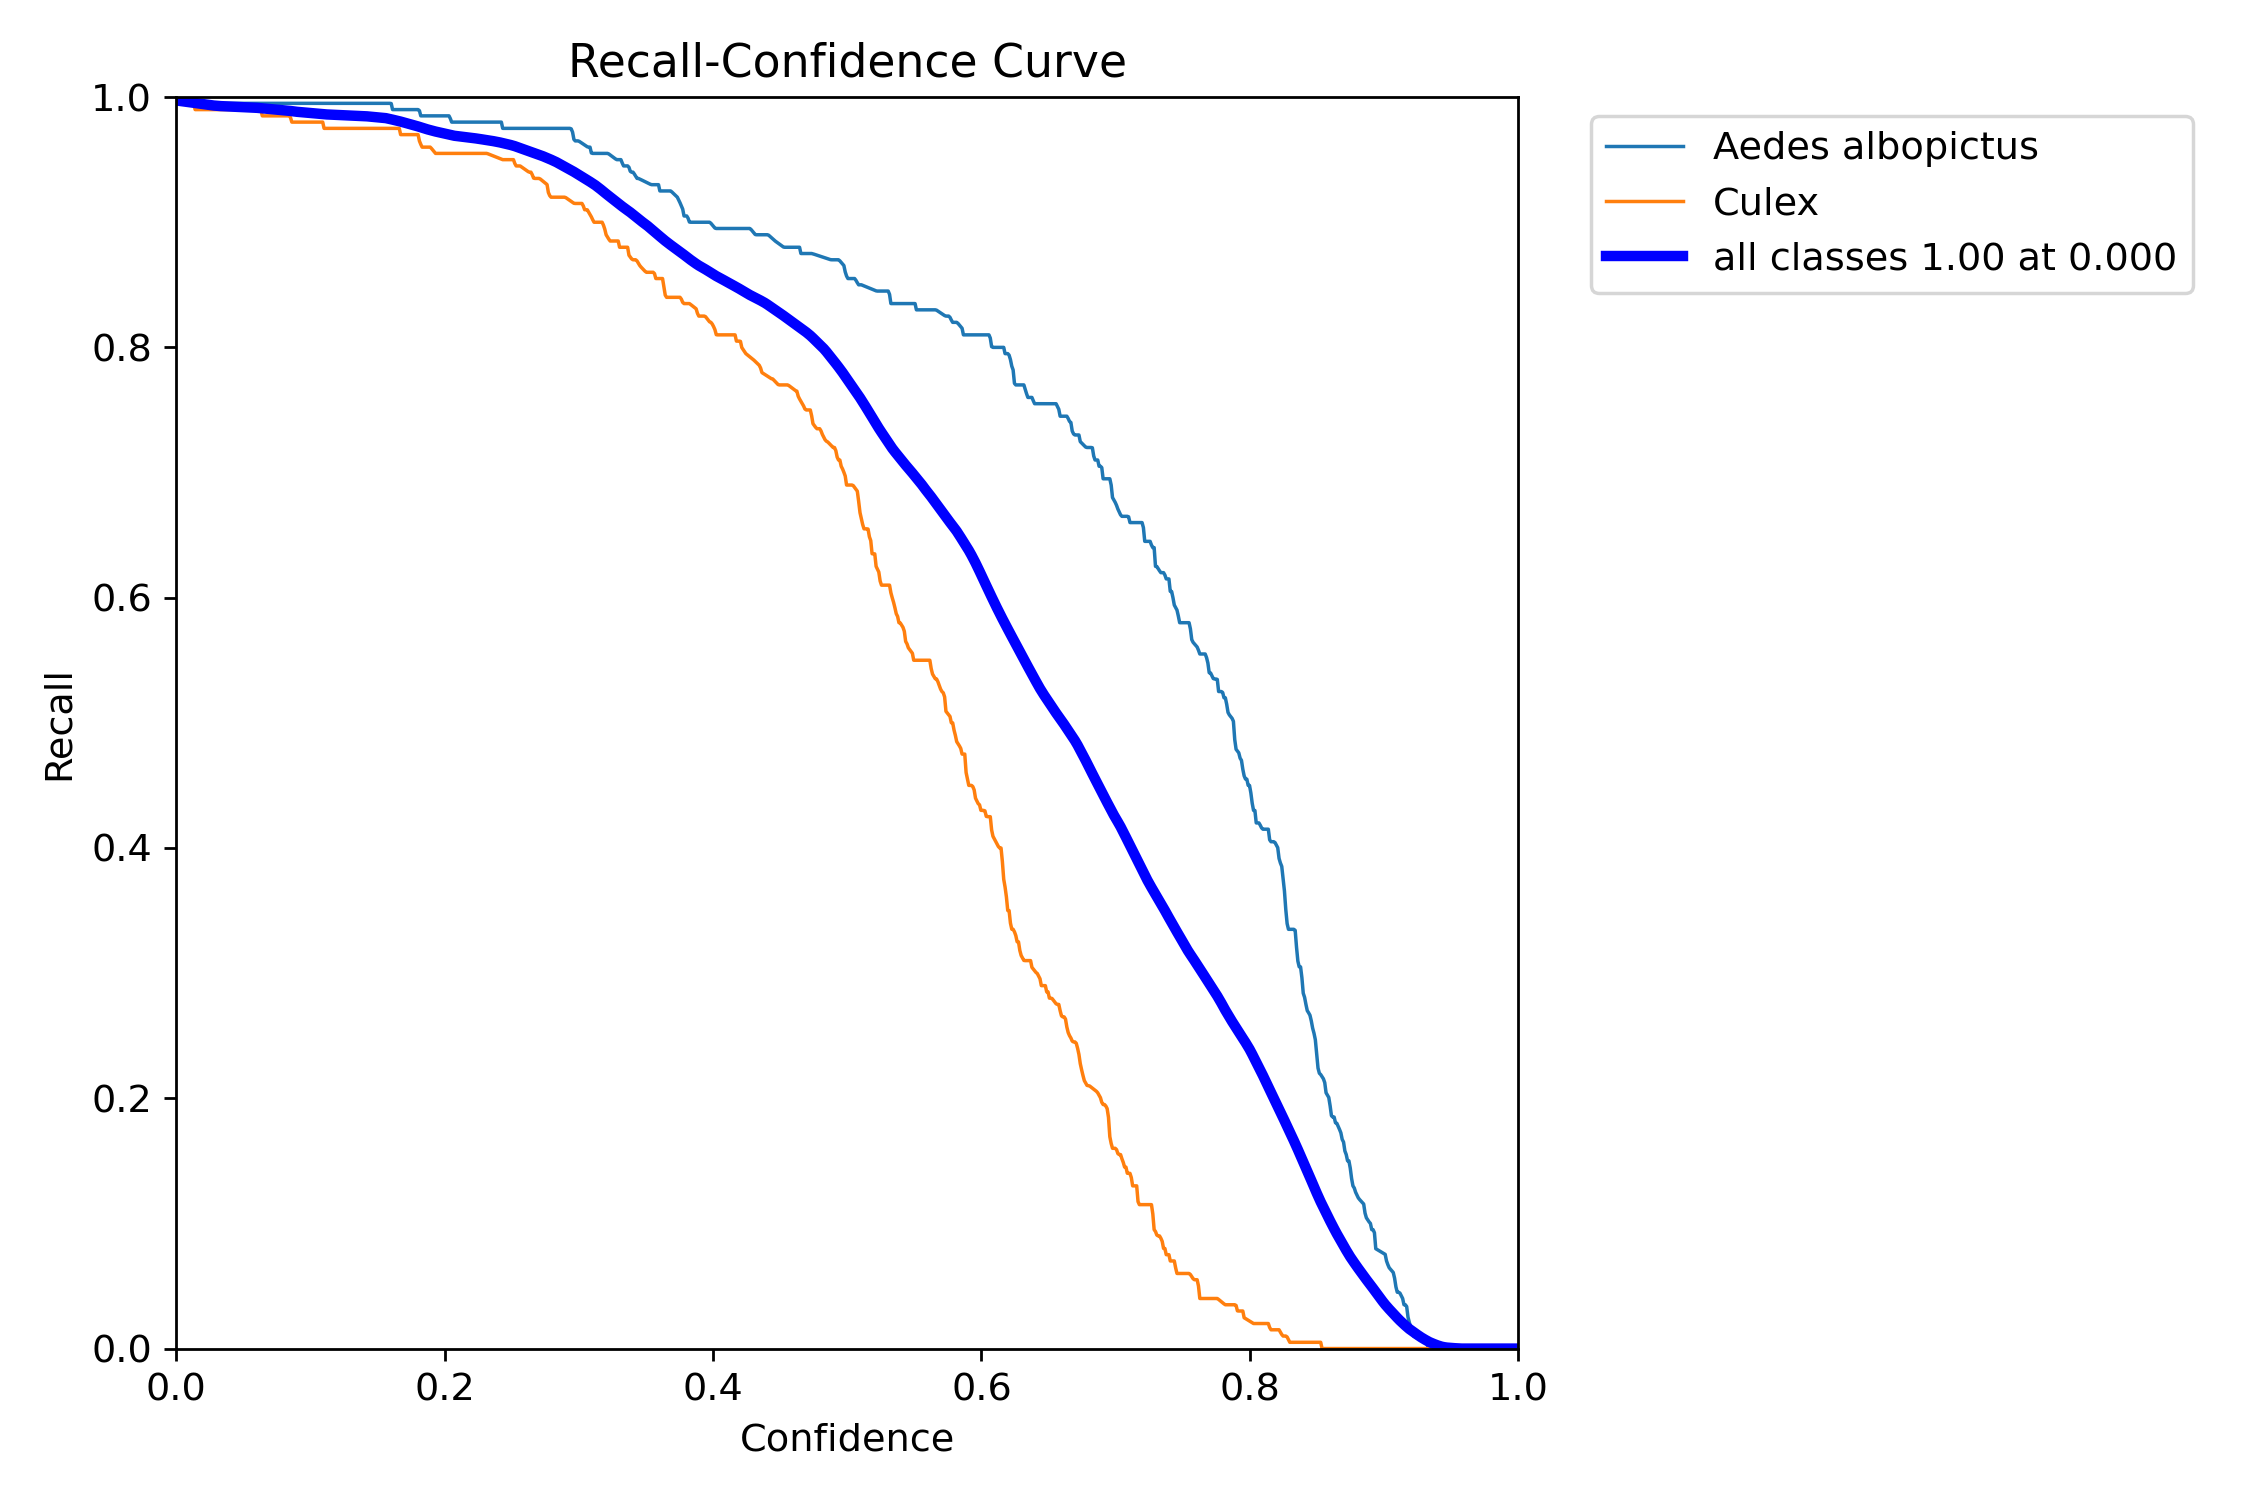 Recall-Confidence Curve
1.0
0.8
0.6
0.4
0.2
0.0
Recall
0.0 0.2 0.4 0.6 0.8 1.0
Confidence
Aedes albopictus
Culex
all classes 1.00 at 0.000